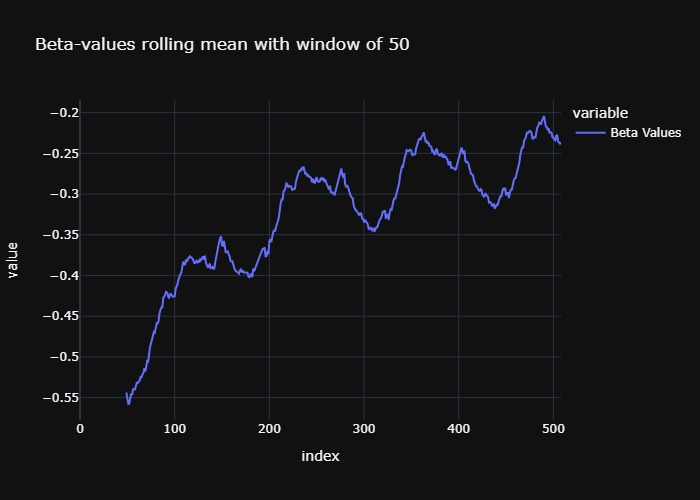 Beta-values rolling mean with window of 50
variable
Beta Values
−0.2
−0.25
−0.3
−0.35
−0.4
−0.45
−0.5
−0.55
value
0 100 200 300 400 500
index